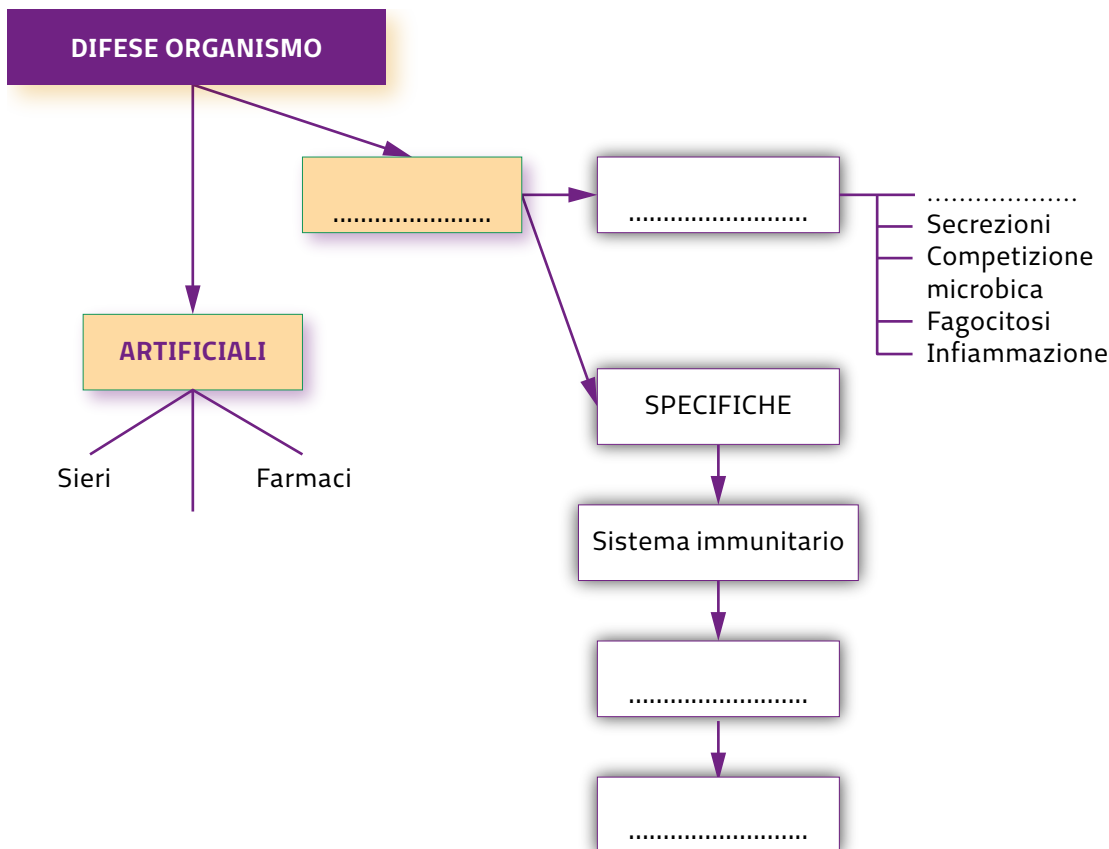 DIFESE ORGANISMO
.......................
..........................
...................
Secrezioni
Competizione
microbica
Fagocitosi
Infiammazione
ARTIFICIALI
Sieri
Farmaci
SPECIFICHE
Sistema immunitario
..........................
..........................